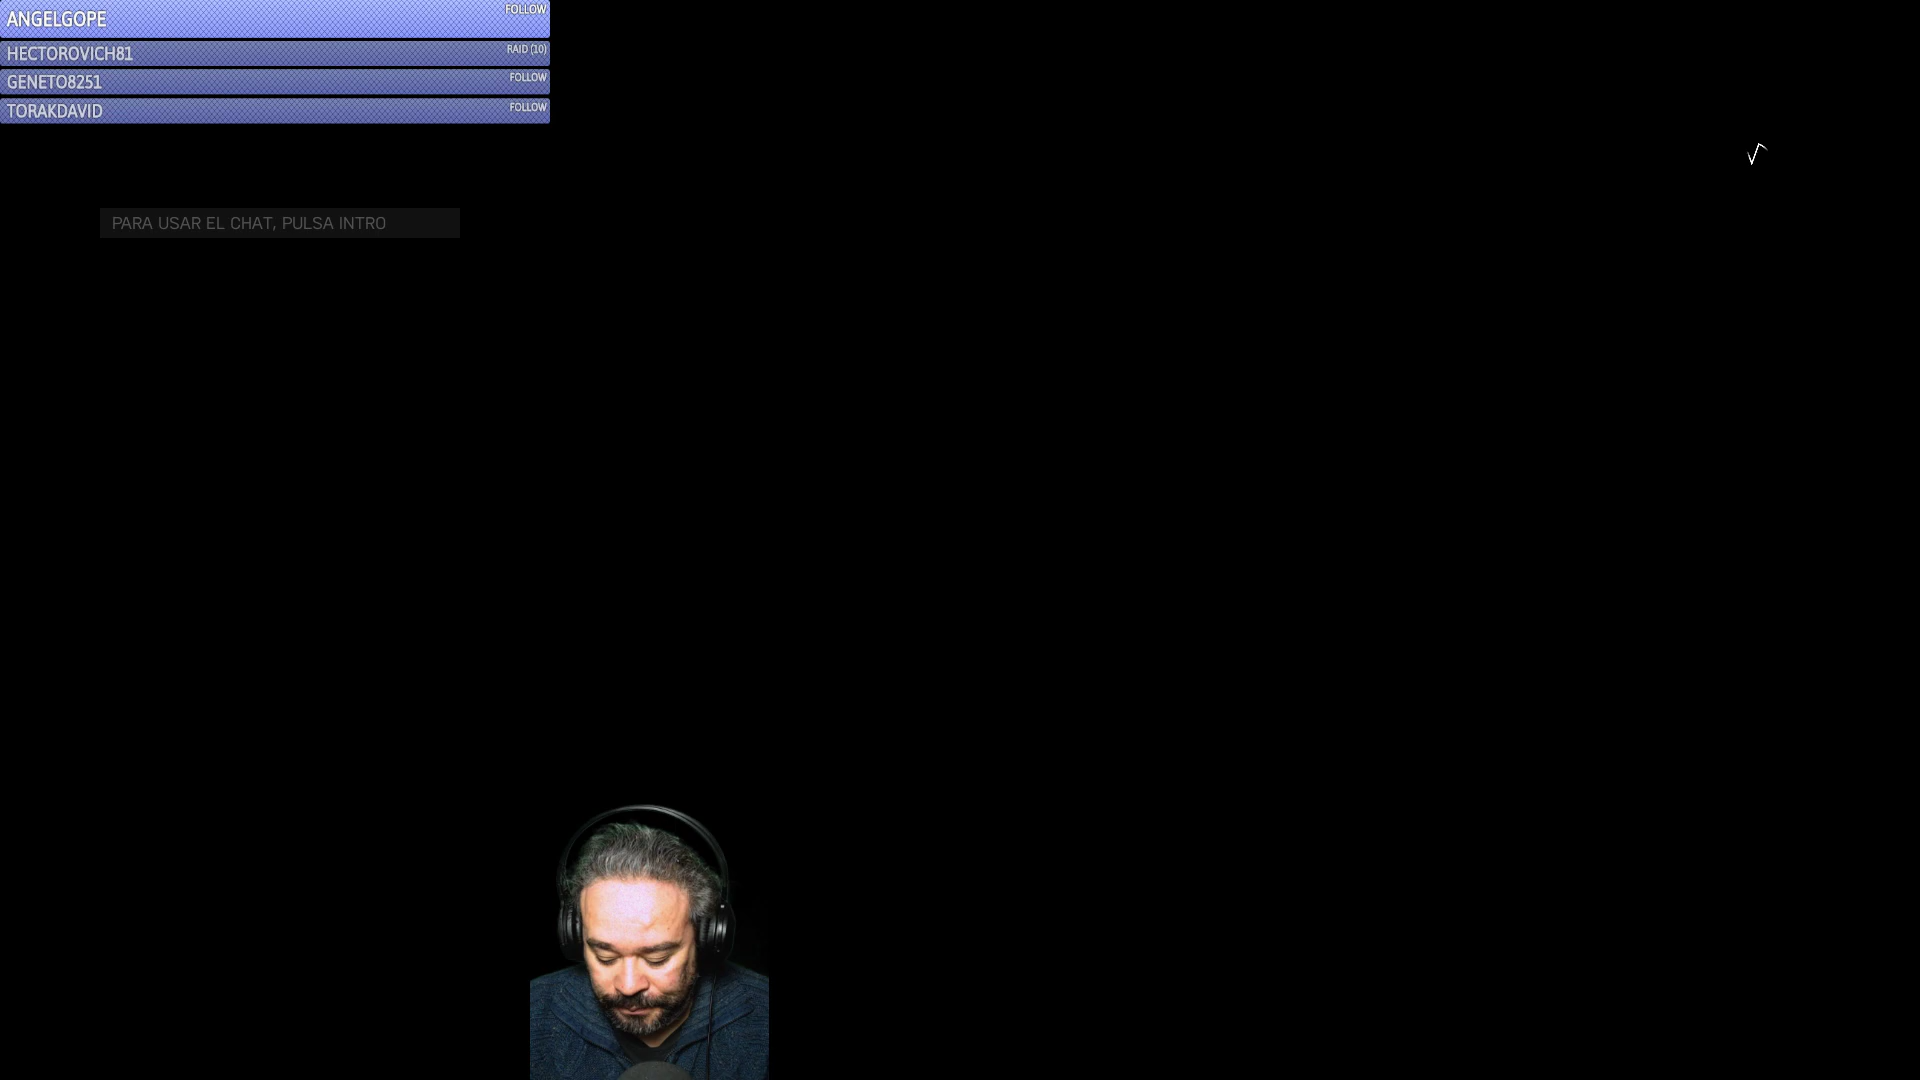 ANGELGOPE FOLLOW
HECTOROVICH81 RAID (10)
GENETO8251 FOLLOW
TORAKDAVID FOLLOW
PARA USAR EL CHAT, PULSA INTRO